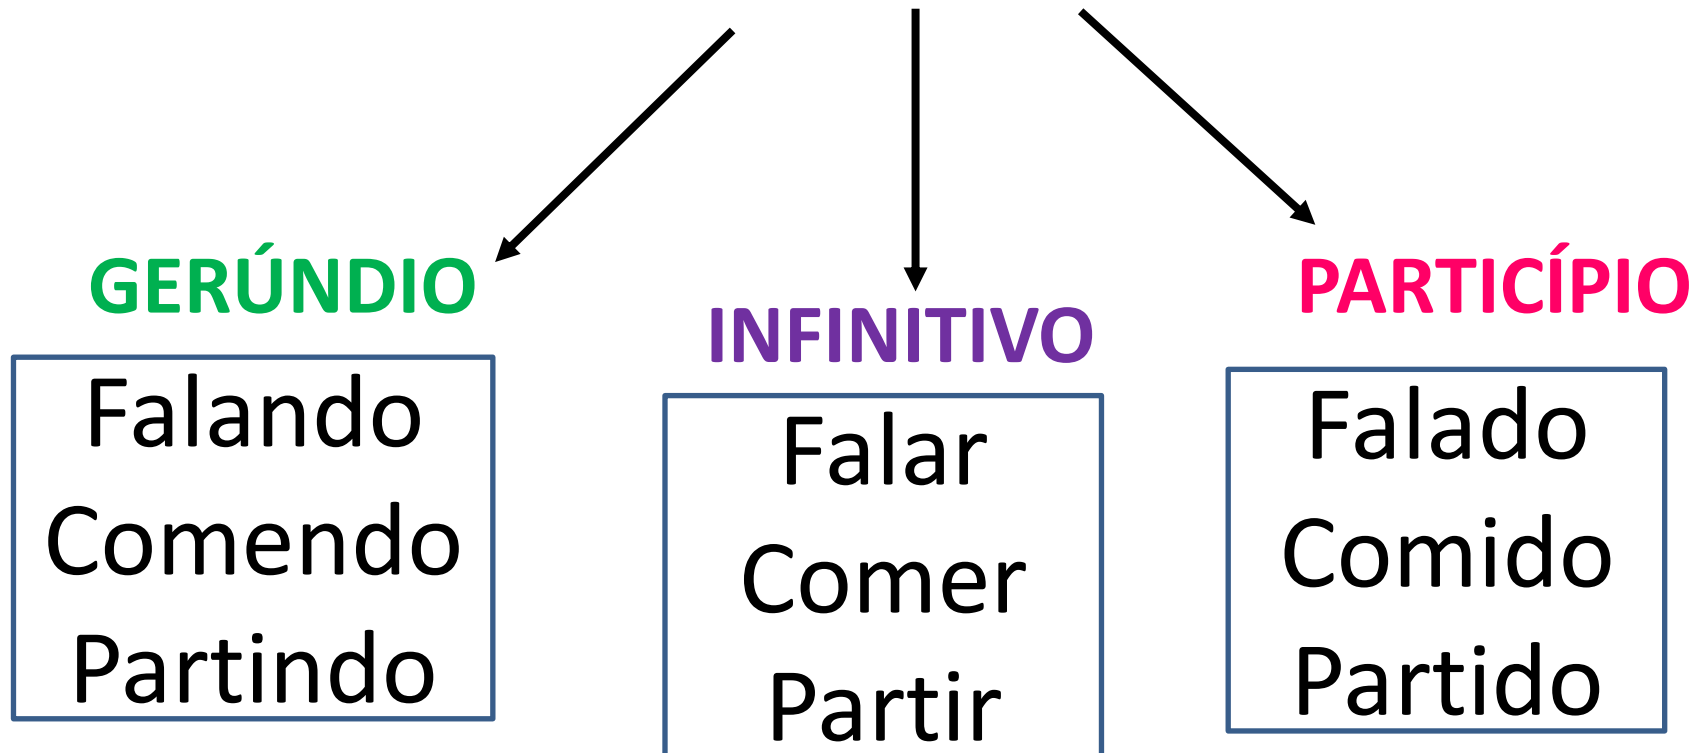 GERÚNDIO
Falando
Comendo
Partindo
INFINITIVO
Falar
Comer
Partir
PARTICÍPIO
Falado
Comido
Partido